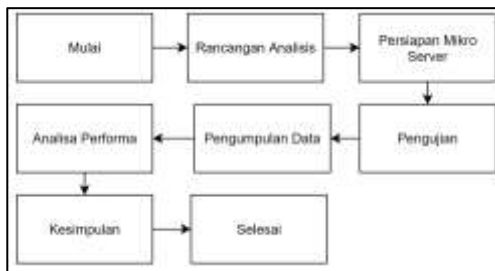 Mulai
Rancangan Analisis
Persiapan Mikro
Server
Pengujian
Pengumpulan Data
Analisa Performa
Kesimpulan
Selesai